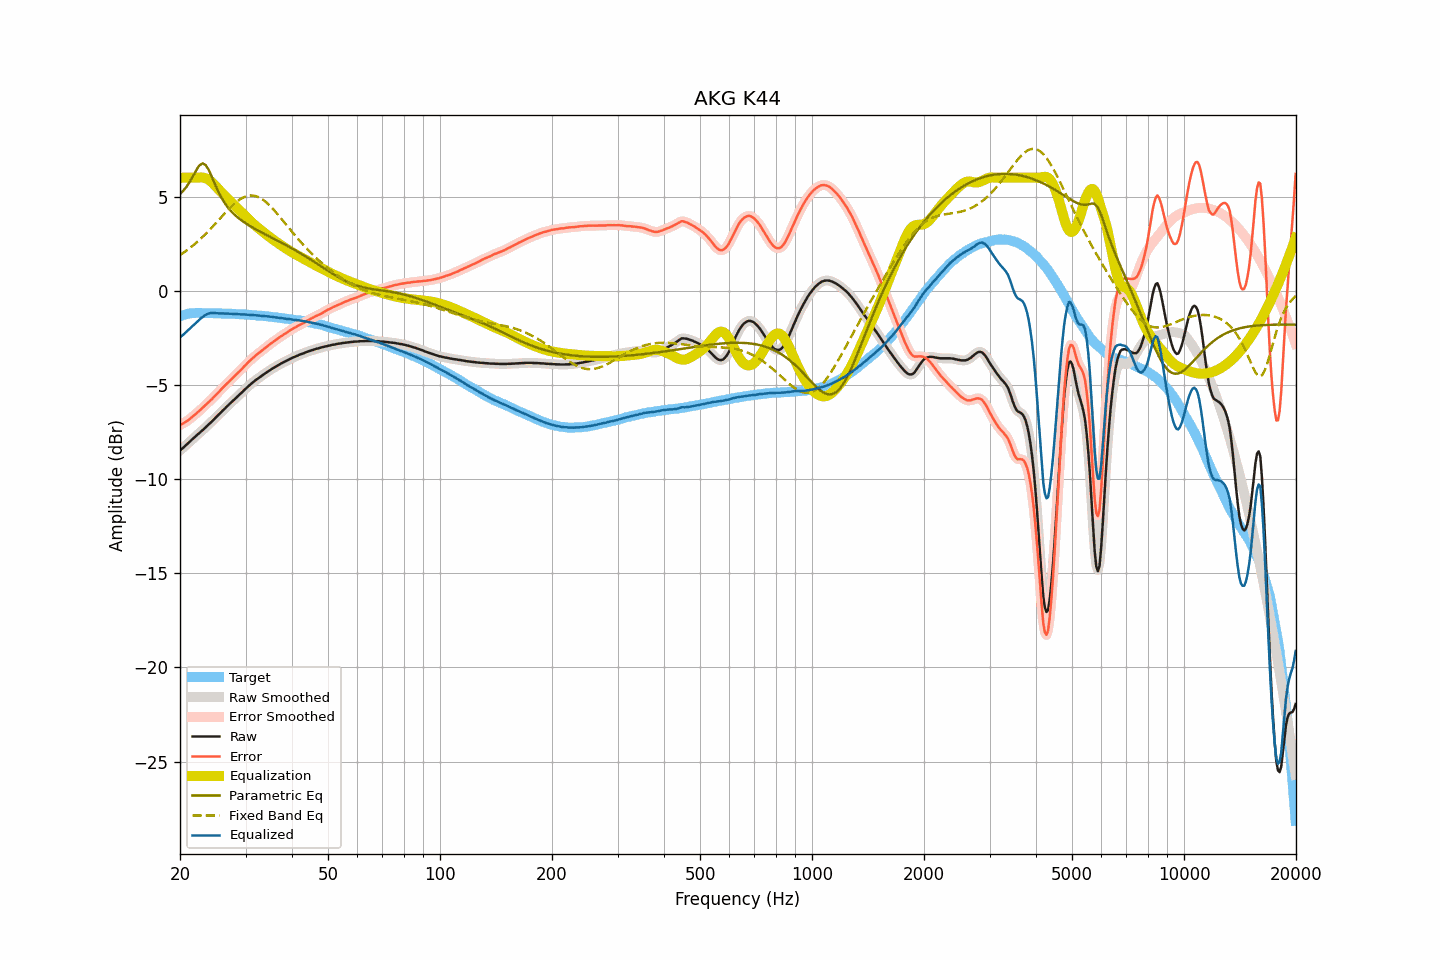 AKG K44
5
0
−5
−10
−15
−20
−25
Amplitude (dBr)
Target
Raw Smoothed
Error Smoothed
Raw
Error
Equalization
Parametric Eq
Fixed Band Eq
Equalized
20 50 100 200 500 1000 2000 5000 10000 20000
Frequency (Hz)